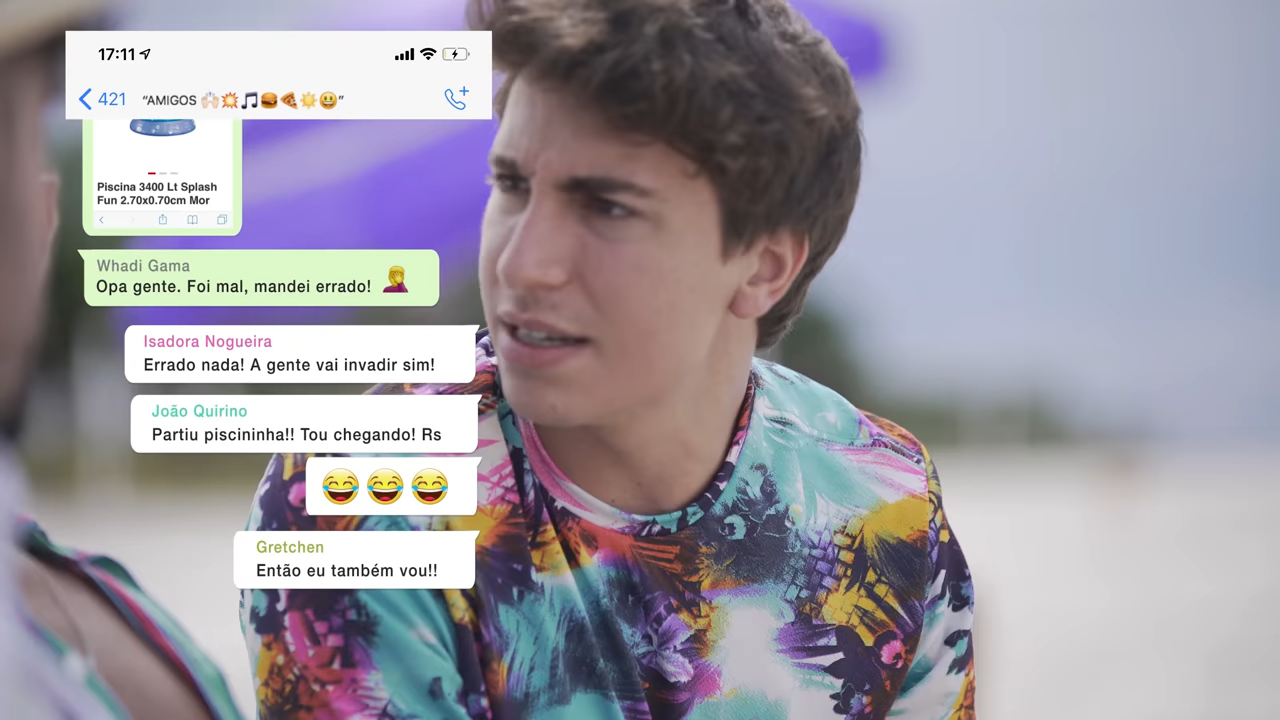 17:11
421 “AMIGOS 🙌🏻💥🎵🍔🍕☀️😃”
Piscina 3400 Lt Splash
Fun 2.70x0.70cm Mor
Whadi Gama
Opa gente. Foi mal, mandei errado! 🤦‍♀️
Isadora Nogueira
Errado nada! A gente vai invadir sim!
João Quirino
Partiu piscininha!! Tou chegando! Rs
😂😂😂
Gretchen
Então eu também vou!!